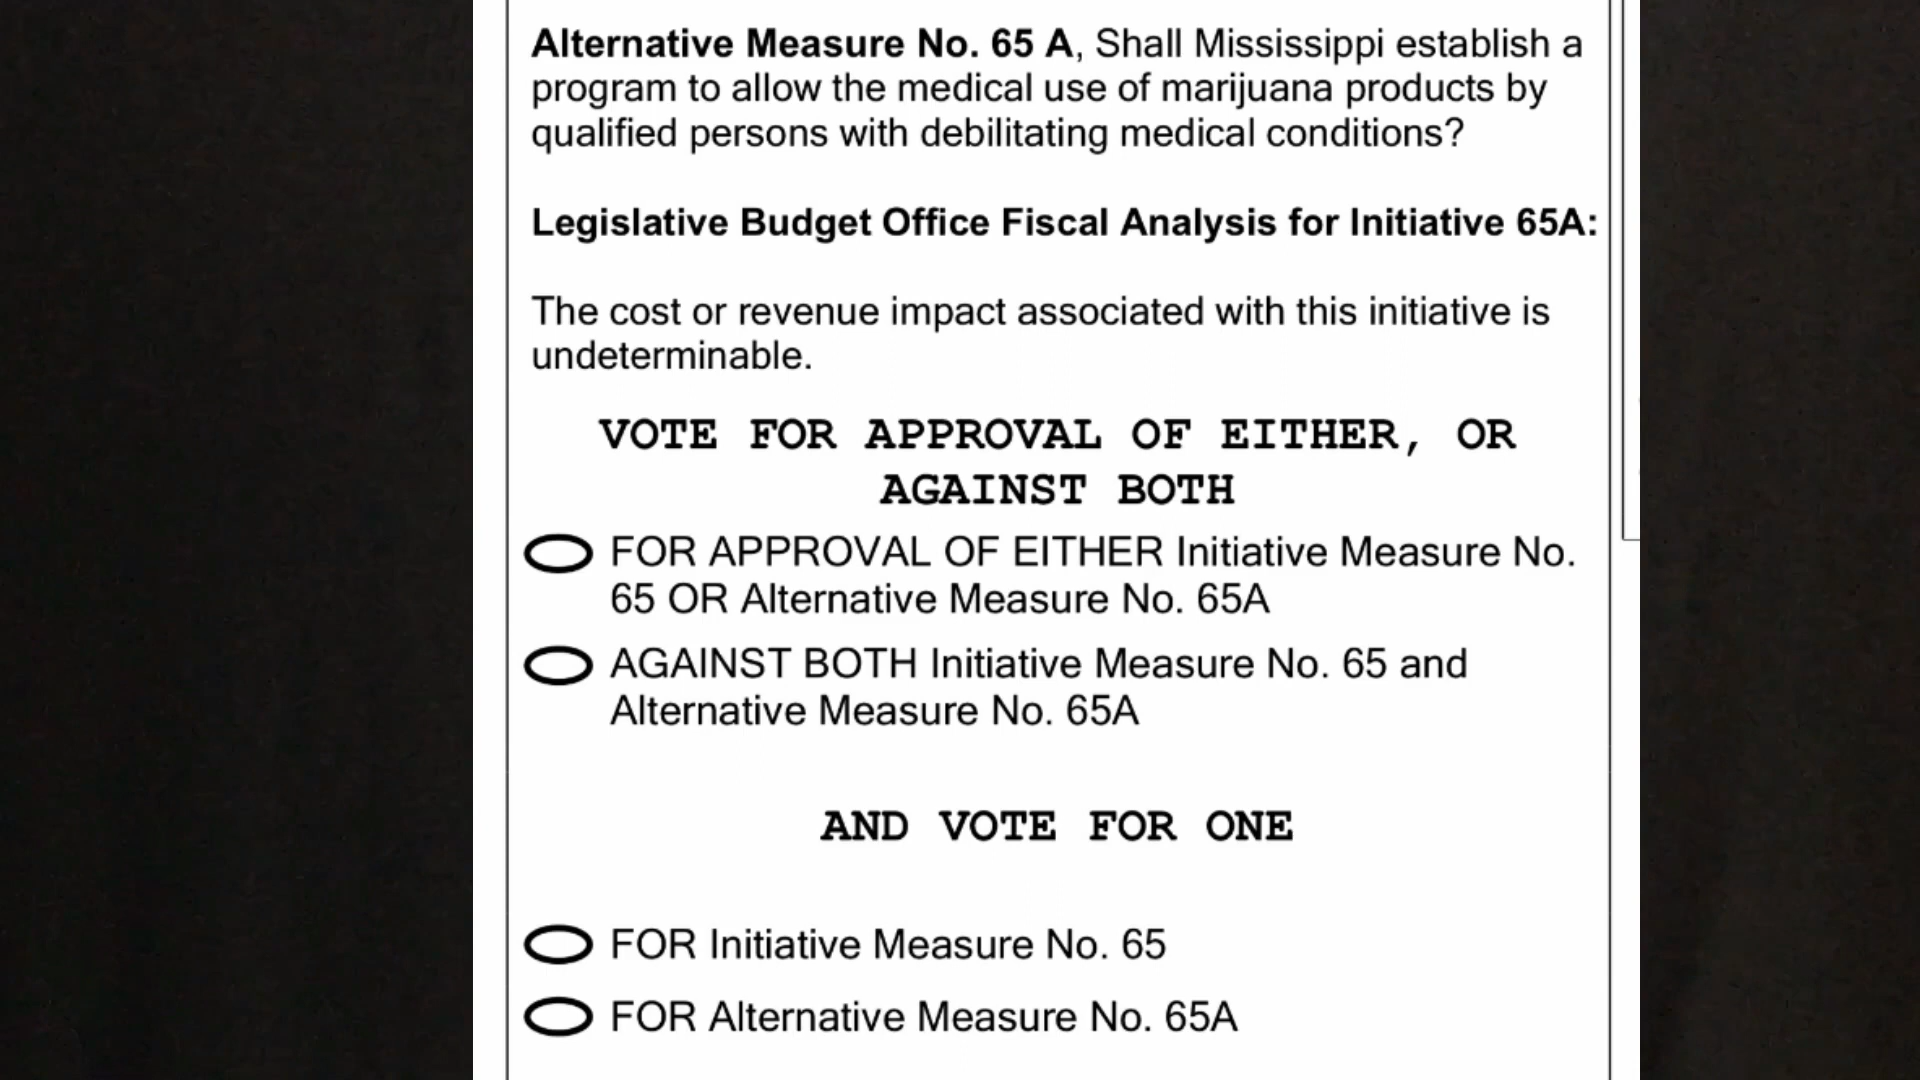 Alternative Measure No. 65 A, Shall Mississippi establish a
program to allow the medical use of marijuana products by
qualified persons with debilitating medical conditions?
Legislative Budget Office Fiscal Analysis for Initiative 65A:
The cost or revenue impact associated with this initiative is
undeterminable.
VOTE FOR APPROVAL OF EITHER, OR
AGAINST BOTH
FOR APPROVAL OF EITHER Initiative Measure No.
65 OR Alternative Measure No. 65A
AGAINST BOTH Initiative Measure No. 65 and
Alternative Measure No. 65A
AND VOTE FOR ONE
FOR Initiative Measure No. 65
FOR Alternative Measure No. 65A